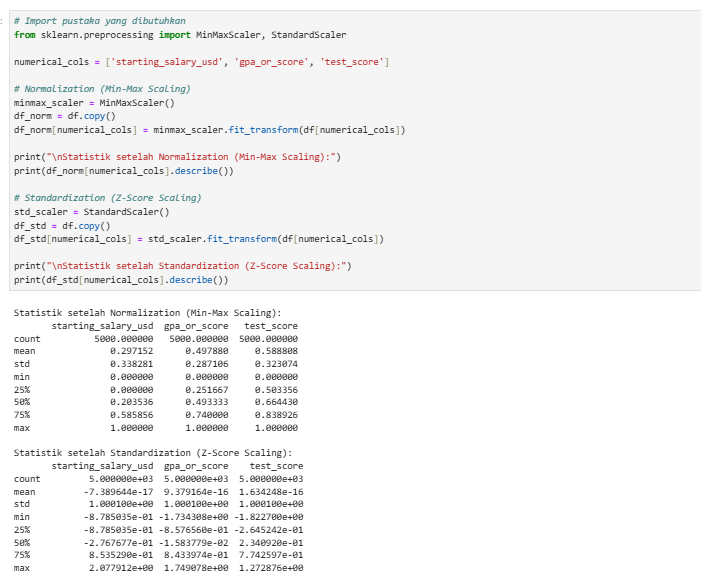 # Import pustaka yang dibutuhkan
from sklearn.preprocessing import MinMaxScaler, StandardScaler
numerical_cols = ['starting_salary_usd', 'gpa_or_score', 'test_score']
# Normalization (Min-Max Scaling)
minmax_scaler = MinMaxScaler()
df_norm = df.copy()
df_norm[numerical_cols] = minmax_scaler.fit_transform(df[numerical_cols])
print("\nStatistik setelah Normalization (Min-Max Scaling):")
print(df_norm[numerical_cols].describe())
# Standardization (Z-Score Scaling)
std_scaler = StandardScaler()
df_std = df.copy()
df_std[numerical_cols] = std_scaler.fit_transform(df[numerical_cols])
print("\nStatistik setelah Standardization (Z-Score Scaling):")
print(df_std[numerical_cols].describe())
Statistik setelah Normalization (Min-Max Scaling):
starting_salary_usd gpa_or_score test_score
count 5000.000000 5000.000000 5000.000000
mean 0.297152 0.497880 0.588808
std 0.338281 0.287106 0.323074
min 0.000000 0.000000 0.000000
25% 0.000000 0.251667 0.503356
50% 0.203536 0.493333 0.664430
75% 0.585856 0.740000 0.838926
max 1.000000 1.000000 1.000000
Statistik setelah Standardization (Z-Score Scaling):
starting_salary_usd gpa_or_score test_score
count 5.000000e+03 5.000000e+03 5.000000e+03
mean -7.389644e-17 9.379164e-16 1.634248e-16
std 1.000100e+00 1.000100e+00 1.000100e+00
min -8.785035e-01 -1.734308e+00 -1.822700e+00
25% -8.785035e-01 -8.576560e-01 -2.645242e-01
50% -2.767677e-01 -1.583779e-02 2.340920e-01
75% 8.535290e-01 8.433974e-01 7.742597e-01
max 2.077912e+00 1.749078e+00 1.272876e+00